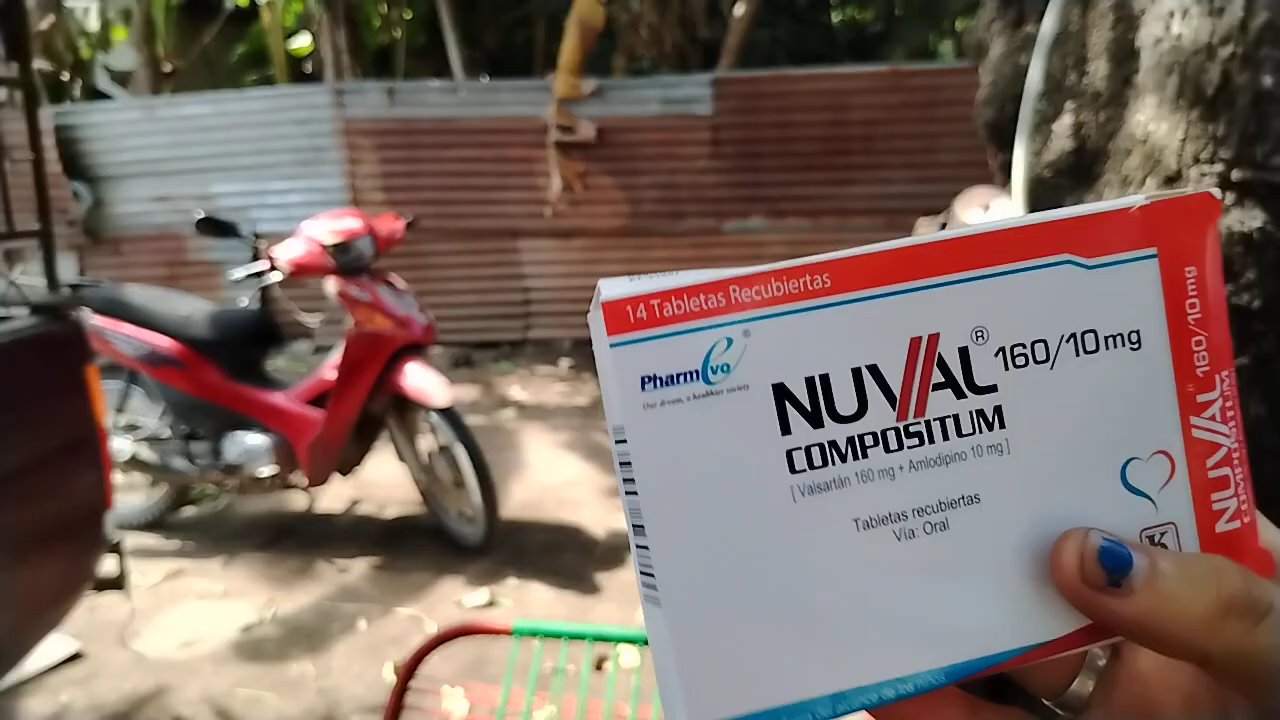 14 Tabletas Recubiertas
PharmEvo
Our dream, a healthier society
NUVAL® 160/10mg
COMPOSITUM
[ Valsartán 160 mg + Amlodipino 10 mg ]
Tabletas recubiertas
Vía: Oral
K
NUVAL 160/10mg
COMPOSITUM